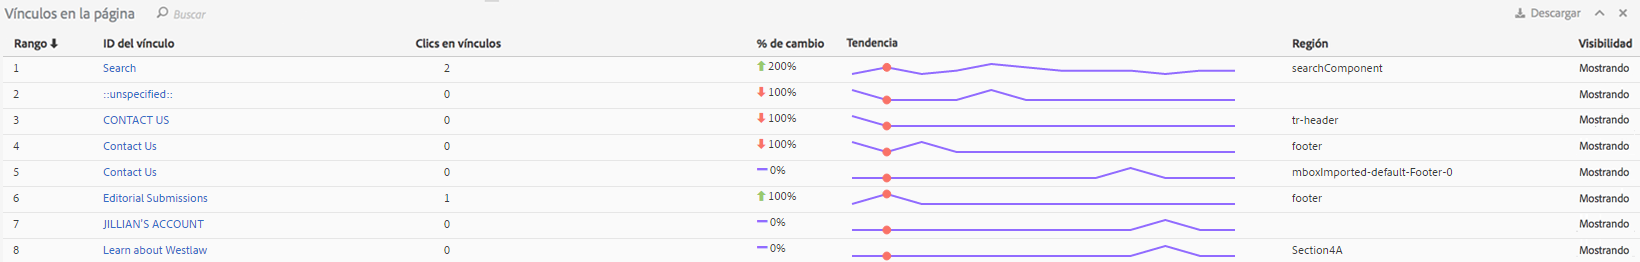 Vínculos en la página Buscar Descargar
Rango ID del vínculo Clics en vínculos % de cambio Tendencia Región Visibilidad
1 Search 2 200% searchComponent Mostrando
2 ::unspecified:: 0 100% Mostrando
3 CONTACT US 0 100% tr-header Mostrando
4 Contact Us 0 100% footer Mostrando
5 Contact Us 0 0% mboxImported-default-Footer-0 Mostrando
6 Editorial Submissions 1 100% footer Mostrando
7 JILLIAN'S ACCOUNT 0 0% Mostrando
8 Learn about Westlaw 0 0% Section4A Mostrando